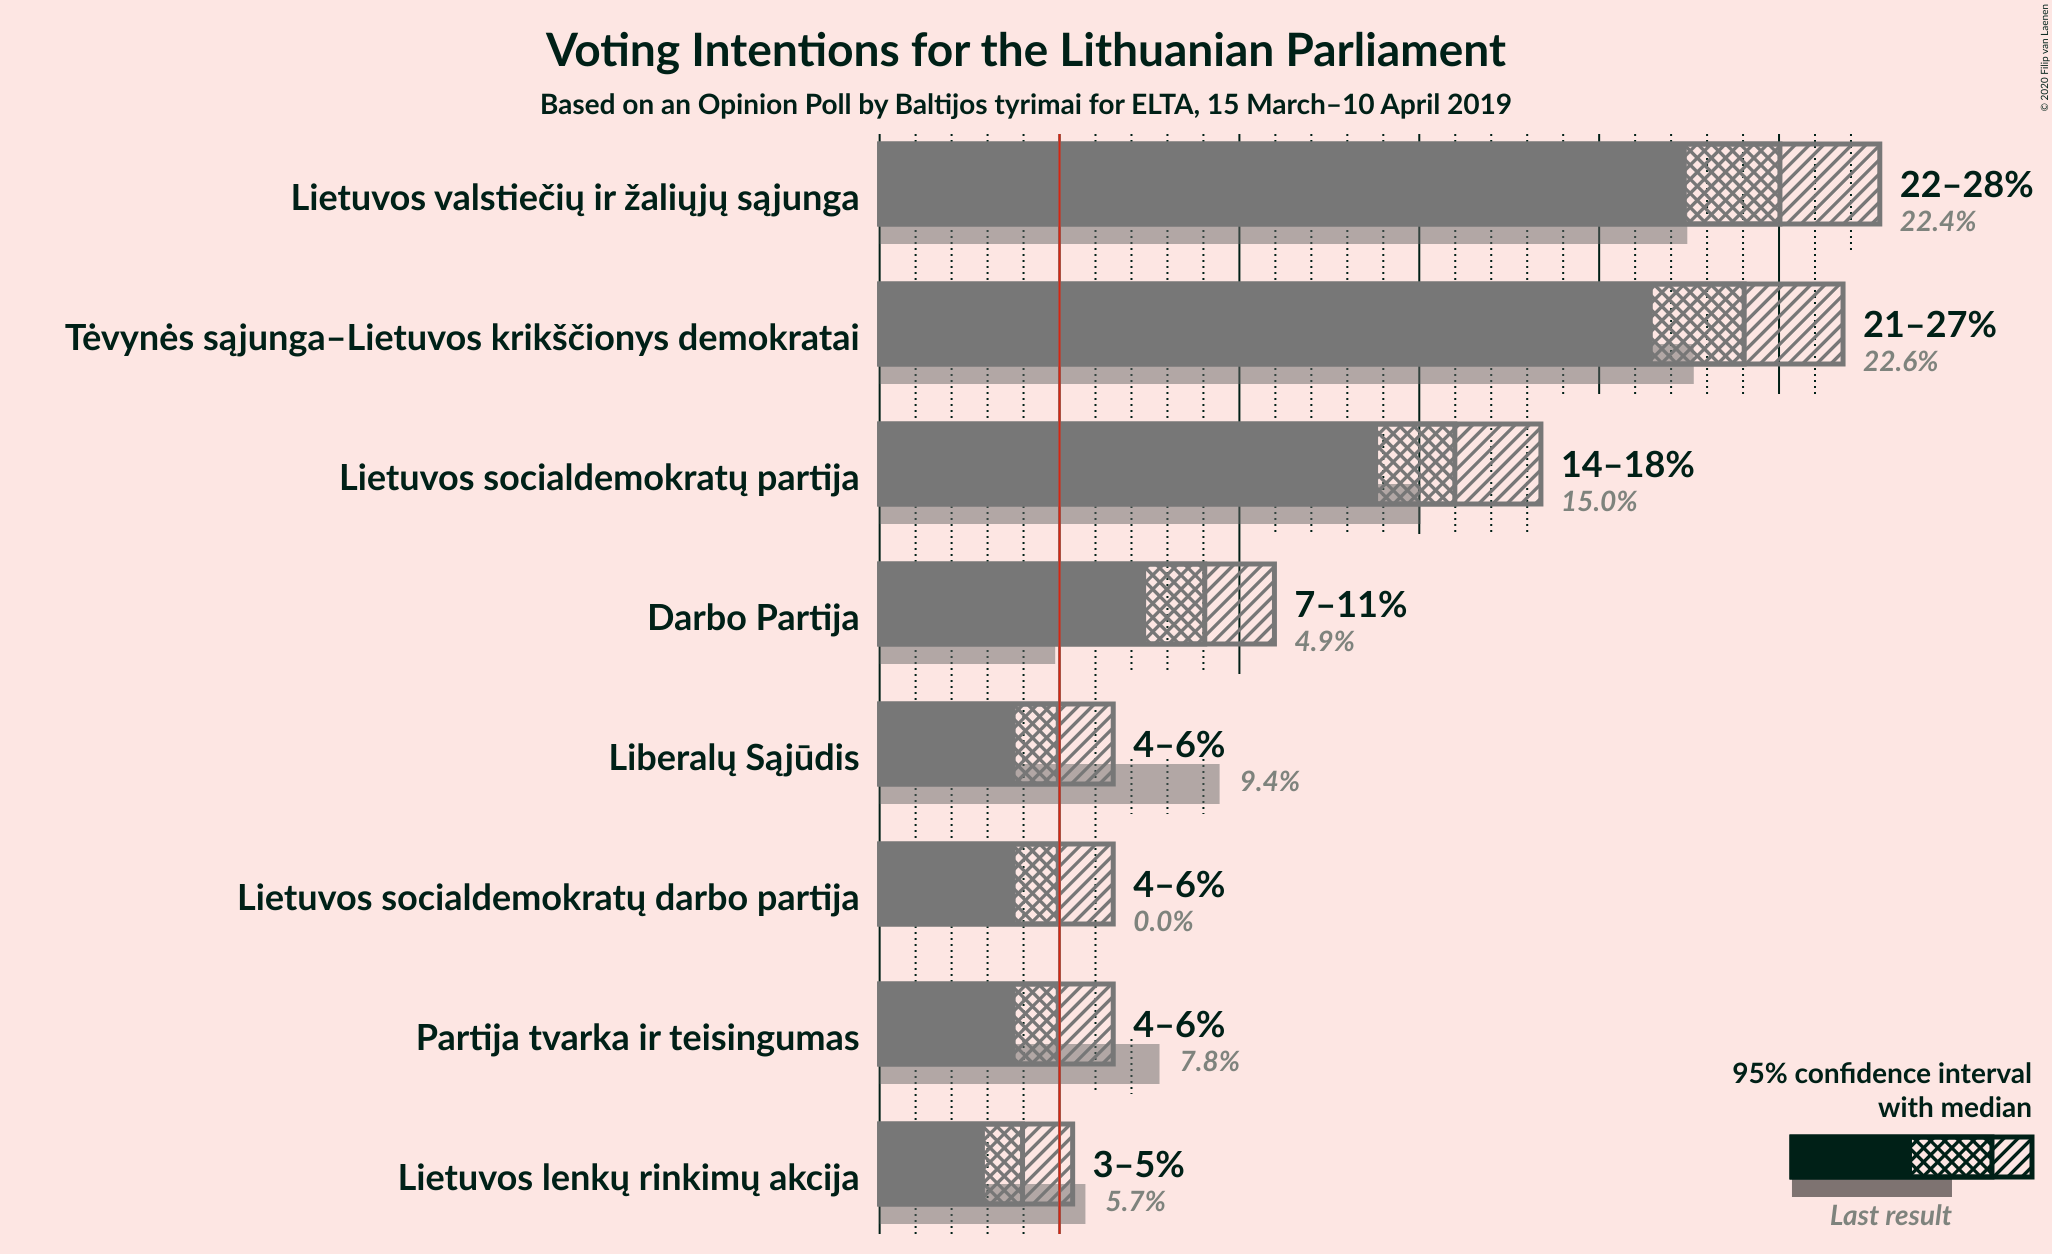 Voting Intentions for the Lithuanian Parliament
Based on an Opinion Poll by Baltijos tyrimai for ELTA, 15 March–10 April 2019
© 2020 Filip van Laenen
Lietuvos valstiečių ir žaliųjų sąjunga
22–28%
22.4%
Tėvynės sąjunga–Lietuvos krikščionys demokratai
21–27%
22.6%
Lietuvos socialdemokratų partija
14–18%
15.0%
Darbo Partija
7–11%
4.9%
Liberalų Sąjūdis
4–6%
9.4%
Lietuvos socialdemokratų darbo partija
4–6%
0.0%
Partija tvarka ir teisingumas
4–6%
7.8%
Lietuvos lenkų rinkimų akcija
3–5%
5.7%
95% confidence interval
with median
Last result